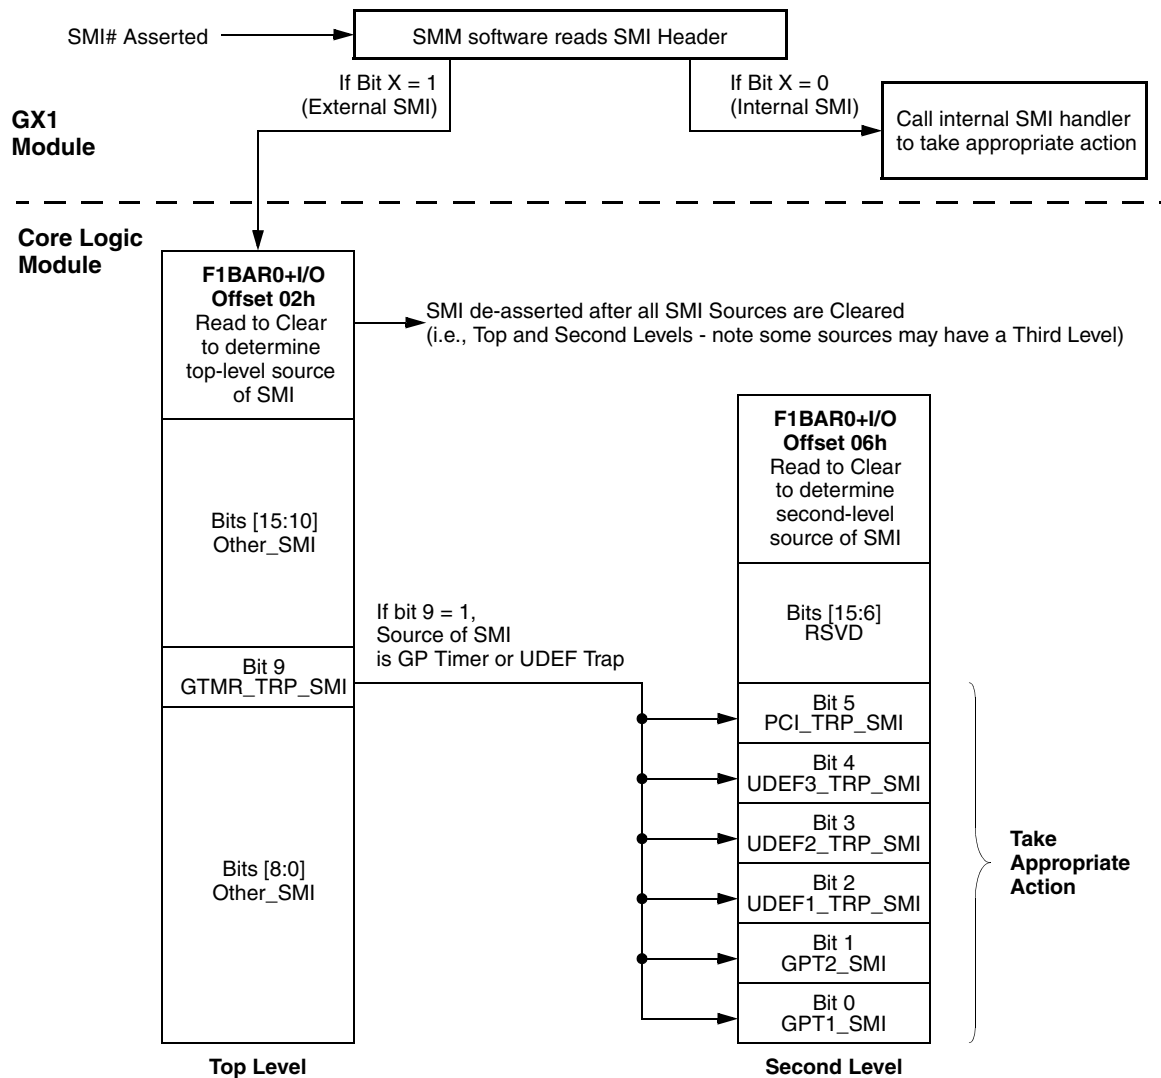 SMI# Asserted
SMM software reads SMI Header
If Bit X = 1
(External SMI)
If Bit X = 0
(Internal SMI)
Call internal SMI handler
to take appropriate action
GX1
Module
Core Logic
Module
F1BAR0+I/O
Offset 02h
Read to Clear
to determine
top-level source
of SMI
SMI de-asserted after all SMI Sources are Cleared
(i.e., Top and Second Levels - note some sources may have a Third Level)
Bits [15:10]
Other_SMI
Bit 9
GTMR_TRP_SMI
Bits [8:0]
Other_SMI
Top Level
If bit 9 = 1,
Source of SMI
is GP Timer or UDEF Trap
F1BAR0+I/O
Offset 06h
Read to Clear
to determine
second-level
source of SMI
Bits [15:6]
RSVD
Bit 5
PCI_TRP_SMI
Bit 4
UDEF3_TRP_SMI
Bit 3
UDEF2_TRP_SMI
Bit 2
UDEF1_TRP_SMI
Bit 1
GPT2_SMI
Bit 0
GPT1_SMI
Second Level
Take
Appropriate
Action